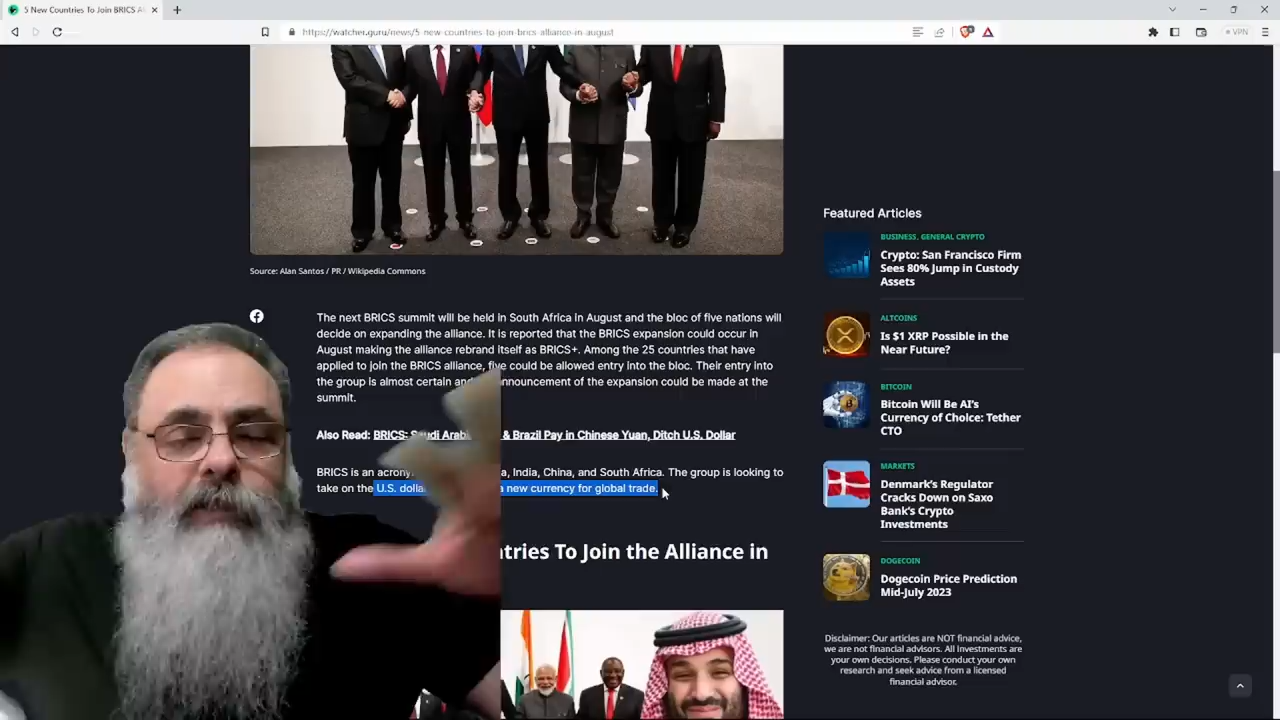 5 New Countries To Join BRICS Al
https://watcher.guru/news/5-new-countries-to-join-brics-alliance-in-august
VPN
Source: Alan Santos / PR / Wikipedia Commons
The next BRICS summit will be held in South Africa in August and the bloc of five nations will
decide on expanding the alliance. It is reported that the BRICS expansion could occur in
August making the alliance rebrand itself as BRICS+. Among the 25 countries that have
applied to join the BRICS alliance, five could be allowed entry into the bloc. Their entry into
the group is almost certain and nnouncement of the expansion could be made at the
summit.
Also Read: BRICS: Saudi Arab & Brazil Pay in Chinese Yuan, Ditch U.S. Dollar
BRICS is an acrony a, India, China, and South Africa. The group is looking to
take on the U.S. dolla a new currency for global trade.
ntries To Join the Alliance in
Featured Articles
BUSINESS, GENERAL CRYPTO
Crypto: San Francisco Firm
Sees 80% Jump in Custody
Assets
ALTCOINS
Is $1 XRP Possible in the
Near Future?
BITCOIN
Bitcoin Will Be AI's
Currency of Choice: Tether
CTO
MARKETS
Denmark's Regulator
Cracks Down on Saxo
Bank's Crypto
Investments
DOGECOIN
Dogecoin Price Prediction
Mid-July 2023
Disclaimer: Our articles are NOT financial advice,
we are not financial advisors. All investments are
your own decisions. Please conduct your own
research and seek advice from a licensed
financial advisor.